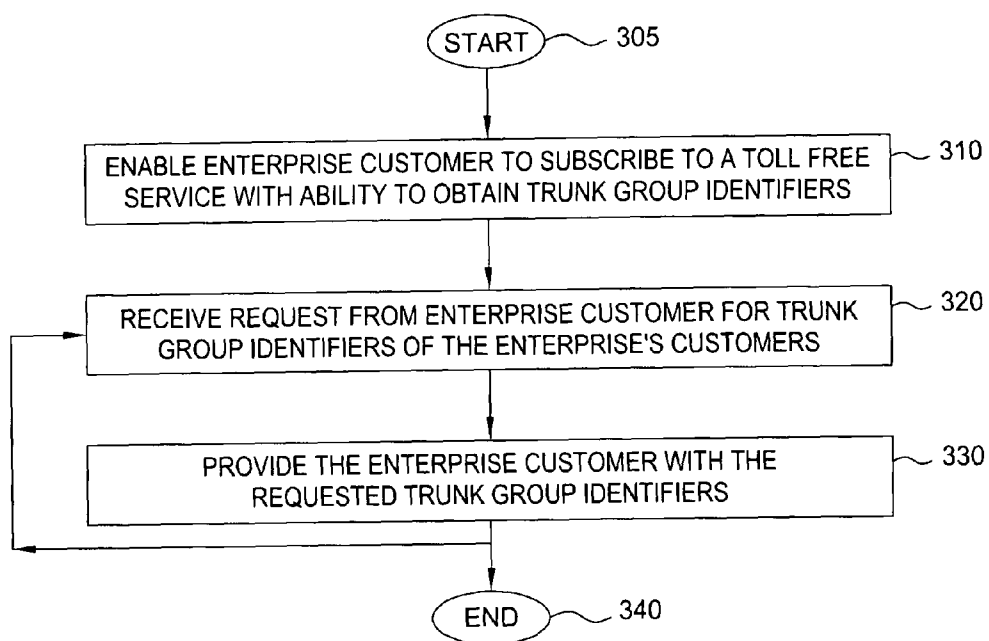 START
305
ENABLE ENTERPRISE CUSTOMER TO SUBSCRIBE TO A TOLL FREE
SERVICE WITH ABILITY TO OBTAIN TRUNK GROUP IDENTIFIERS
310
RECEIVE REQUEST FROM ENTERPRISE CUSTOMER FOR TRUNK
GROUP IDENTIFIERS OF THE ENTERPRISE'S CUSTOMERS
320
PROVIDE THE ENTERPRISE CUSTOMER WITH THE
REQUESTED TRUNK GROUP IDENTIFIERS
330
END
340